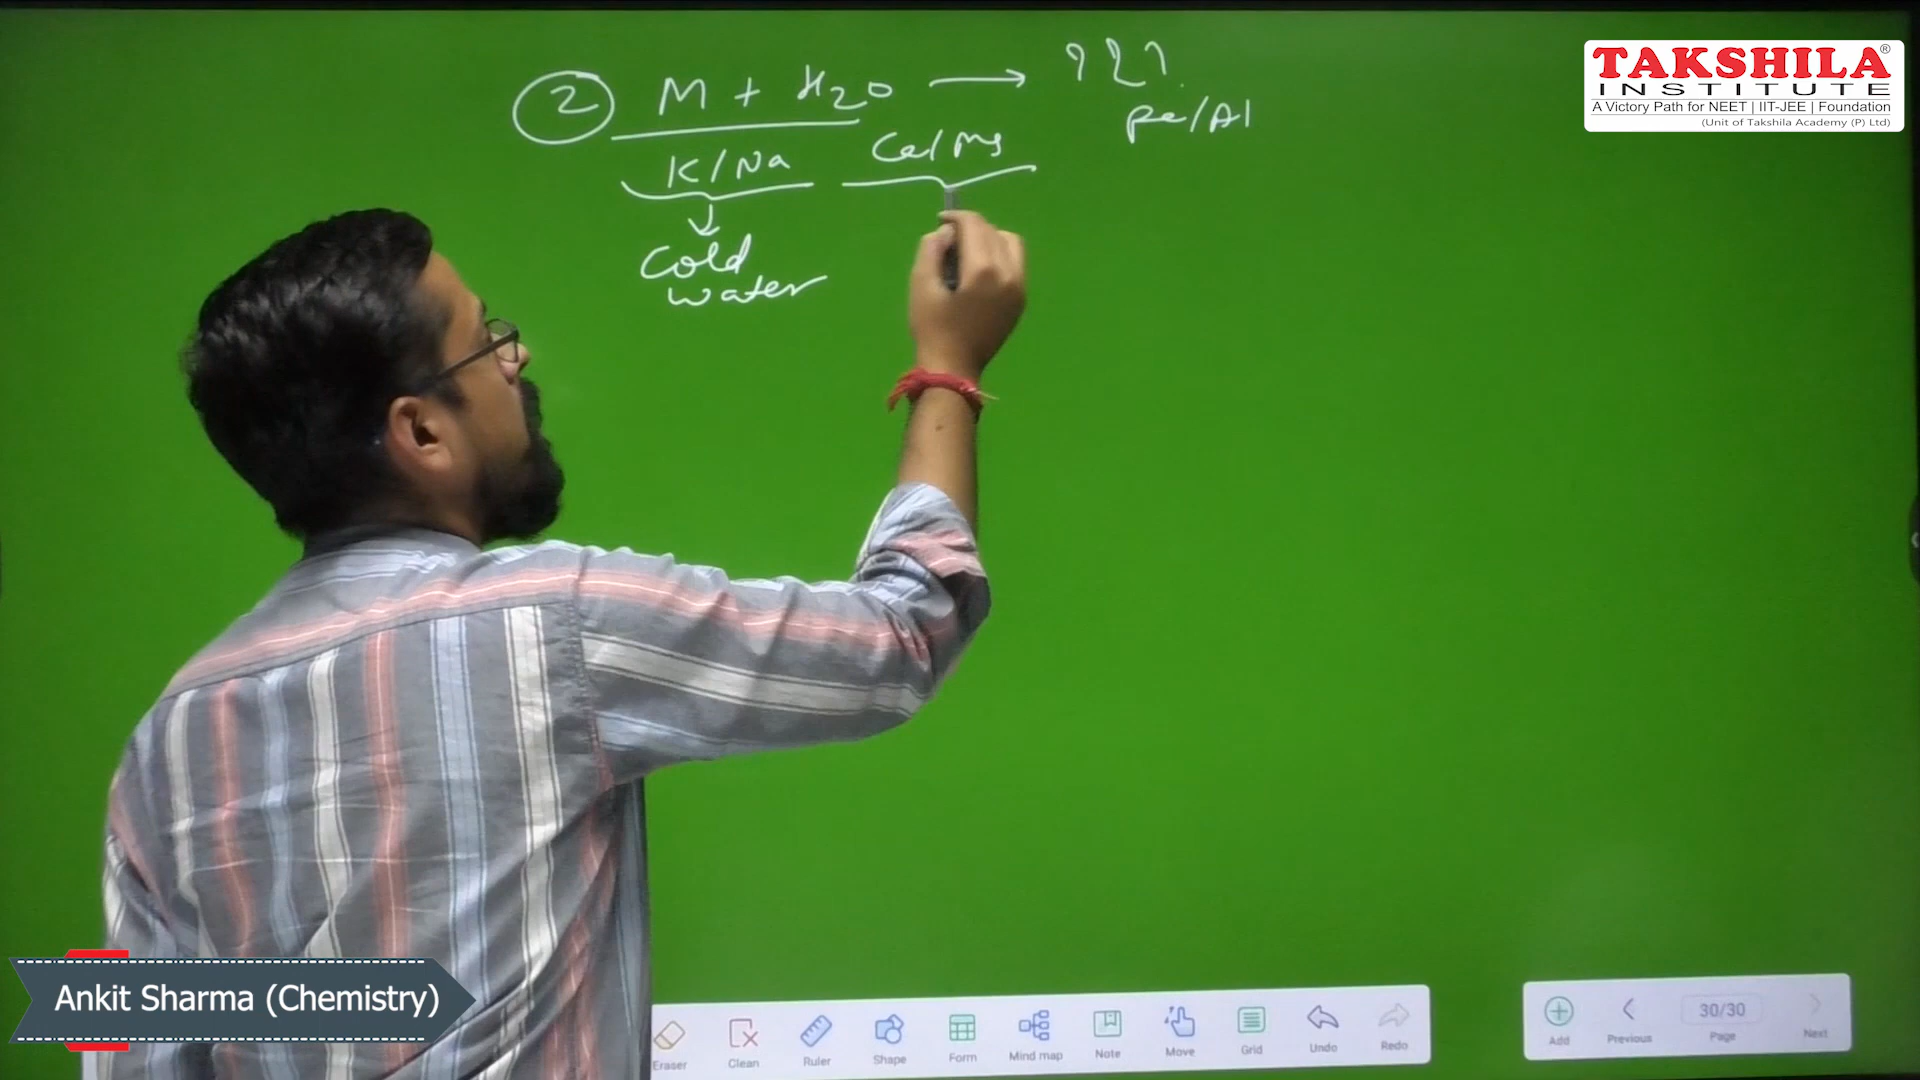 ② M + H2O → ???
K/Na Ca/Mg Fe/Al
↓
Cold
water
TAKSHILA®
INSTITUTE
A Victory Path for NEET | IIT-JEE | Foundation
(Unit of Takshila Academy (P) Ltd)
Ankit Sharma (Chemistry)
Eraser Clean Ruler Shape Form Mind map Note Move Grid Undo Redo
Add Previous 30/30 Page Next